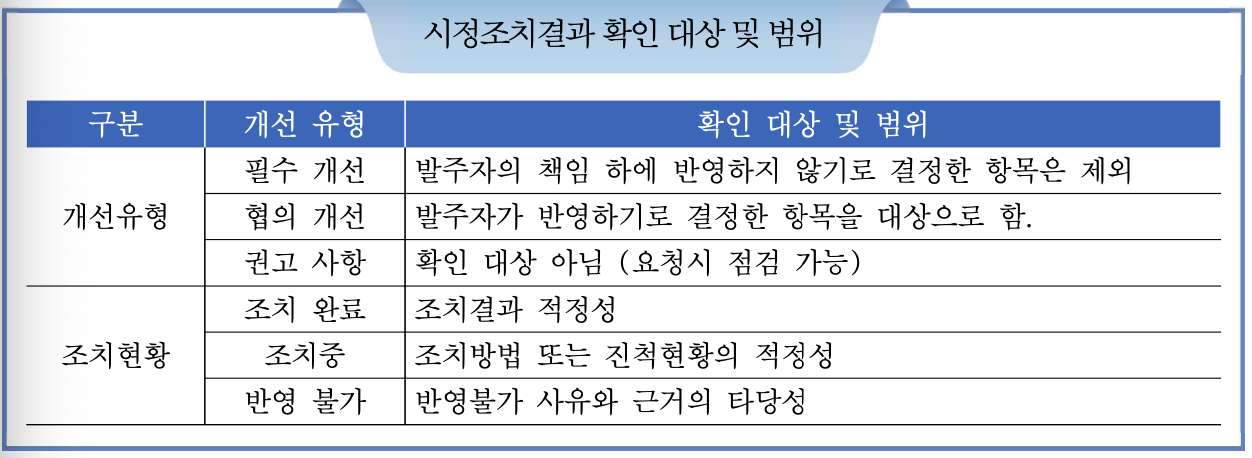 시정조치결과 확인 대상 및 범위
구분 개선 유형 확인 대상 및 범위
개선유형
필수 개선 발주자의 책임 하에 반영하지 않기로 결정한 항목은 제외
협의 개선 발주자가 반영하기로 결정한 항목을 대상으로 함.
권고 사항 확인 대상 아님 (요청시 점검 가능)
조치현황
조치 완료 조치결과 적정성
조치중 조치방법 또는 진척현황의 적정성
반영 불가 반영불가 사유와 근거의 타당성